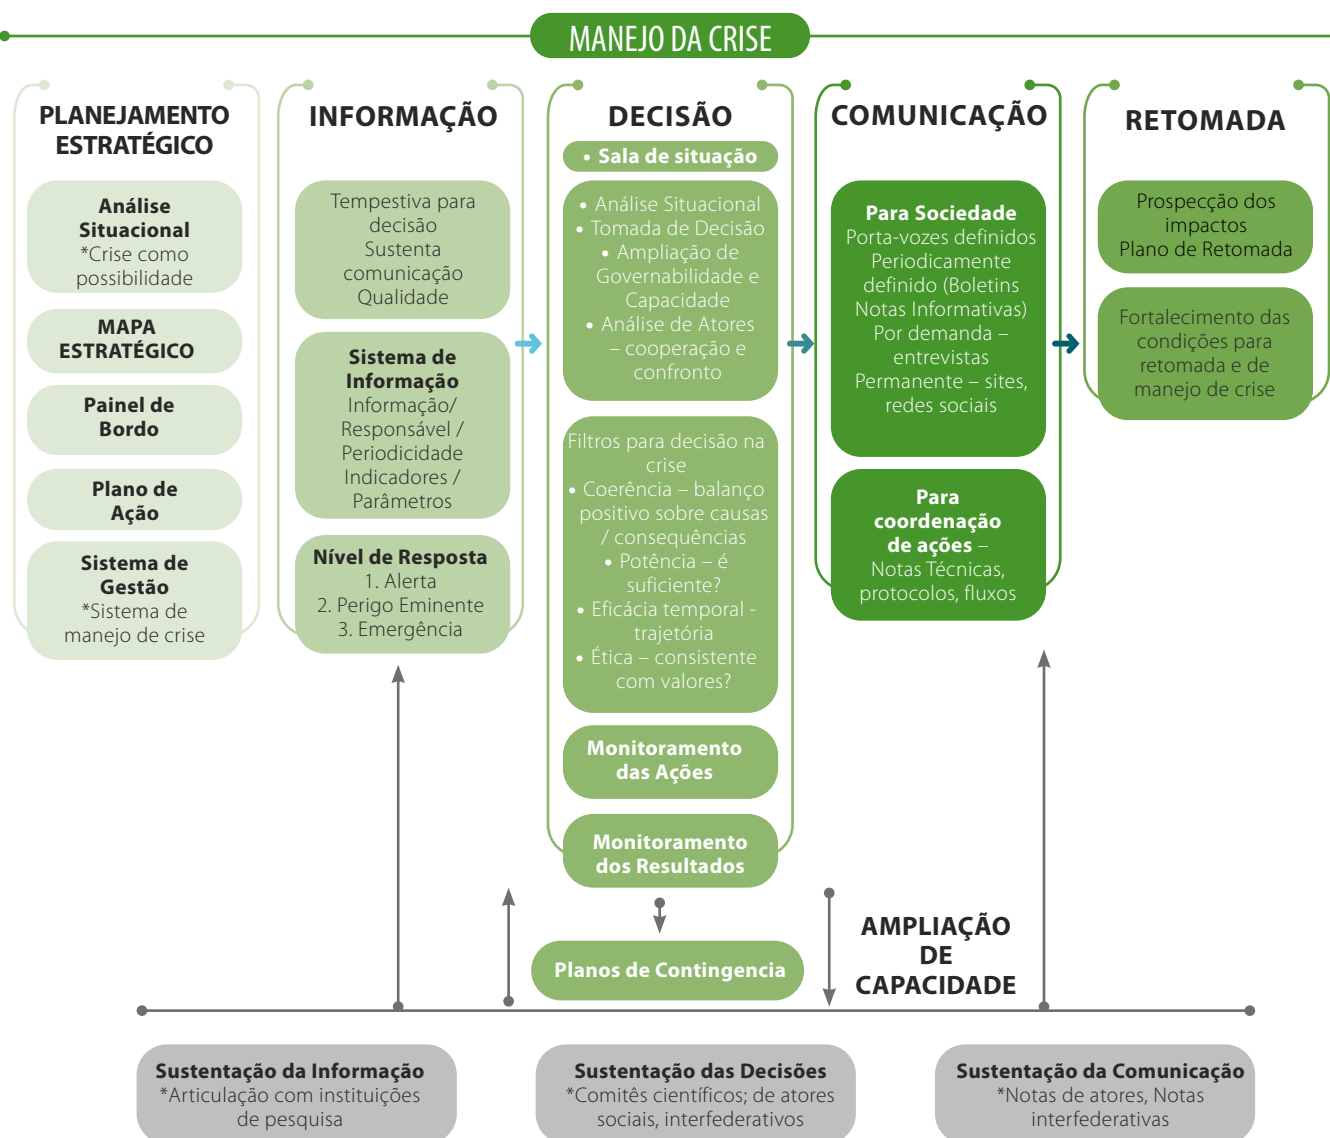 MANEJO DA CRISE
PLANEJAMENTO
ESTRATÉGICO
Análise
Situacional
*Crise como
possibilidade
MAPA
ESTRATÉGICO
Painel de
Bordo
Plano de
Ação
Sistema de
Gestão
*Sistema de
manejo de crise
INFORMAÇÃO
Tempestiva para
decisão
Sustenta
comunicação
Qualidade
Sistema de
Informação
Informação/
Responsável /
Periodicidade
Indicadores /
Parâmetros
Nível de Resposta
1. Alerta
2. Perigo Eminente
3. Emergência
DECISÃO
• Sala de situação
• Análise Situacional
• Tomada de Decisão
• Ampliação de
Governabilidade e
Capacidade
• Análise de Atores
– cooperação e
confronto
Filtros para decisão na
crise
• Coerência – balanço
positivo sobre causas
/ consequências
• Potência – é
suficiente?
• Eficácia temporal -
trajetória
• Ética – consistente
com valores?
Monitoramento
das Ações
Monitoramento
dos Resultados
Planos de Contingencia
COMUNICAÇÃO
Para Sociedade
Porta-vozes definidos
Periodicamente
definido (Boletins
Notas Informativas)
Por demanda –
entrevistas
Permanente – sites,
redes sociais
Para
coordenação
de ações –
Notas Técnicas,
protocolos, fluxos
RETOMADA
Prospecção dos
impactos
Plano de Retomada
Fortalecimento das
condições para
retomada e de
manejo de crise
AMPLIAÇÃO
DE
CAPACIDADE
Sustentação da Informação
*Articulação com instituições
de pesquisa
Sustentação das Decisões
*Comitês científicos; de atores
sociais, interfederativos
Sustentação da Comunicação
*Notas de atores, Notas
interfederativas